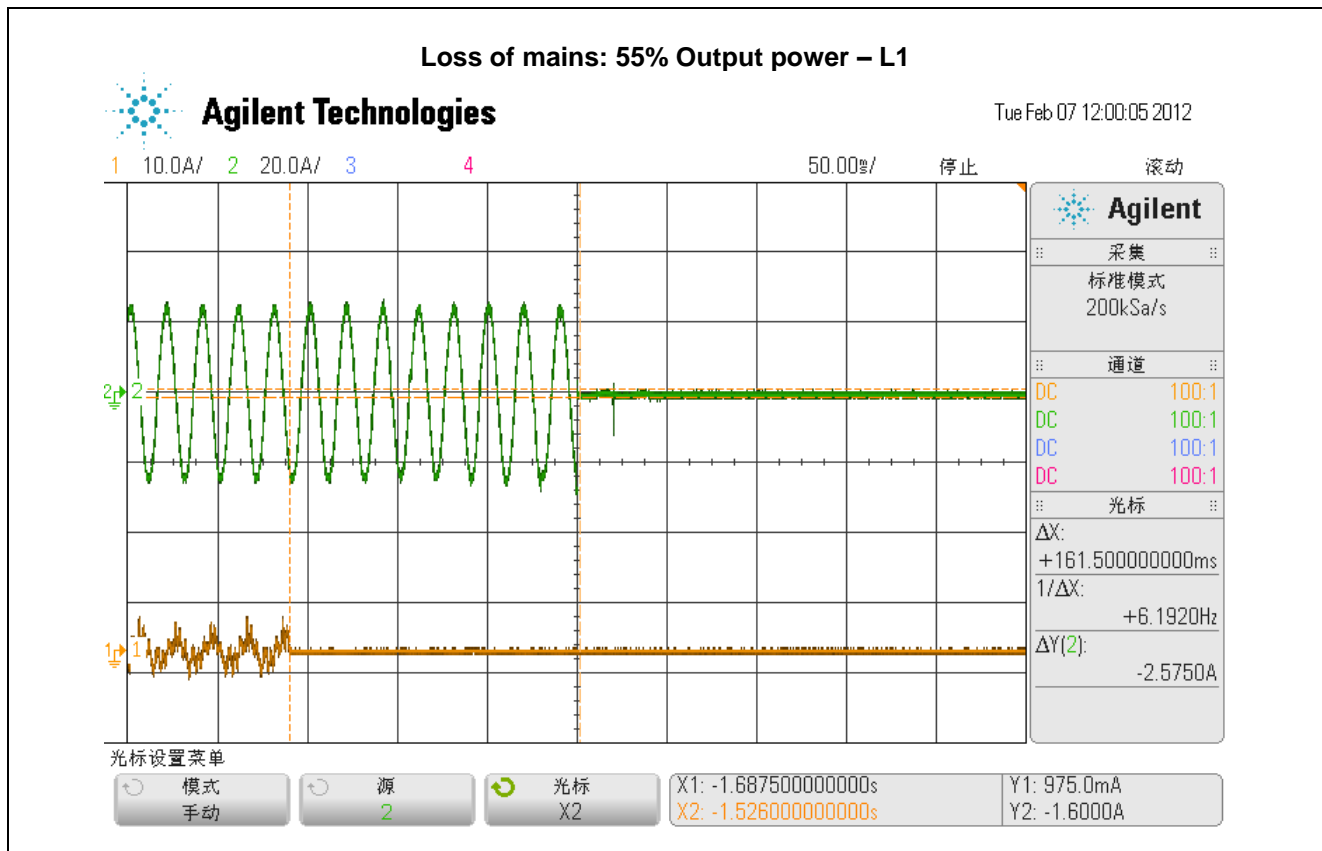 Loss of mains: 55% Output power – L1
Agilent Technologies
Tue Feb 07 12:00:05 2012
1 10.0A/ 2 20.0A/ 3 4 50.00㎳/ 停止 滚动
Agilent
采集
标准模式
200kSa/s
通道
DC 100:1
DC 100:1
DC 100:1
DC 100:1
光标
ΔX:
+161.500000000ms
1/ΔX:
+6.1920Hz
ΔY(2):
-2.5750A
2 2
1 1
光标设置菜单
模式
手动
源
2
光标
X2
X1: -1.687500000000s
X2: -1.526000000000s
Y1: 975.0mA
Y2: -1.6000A